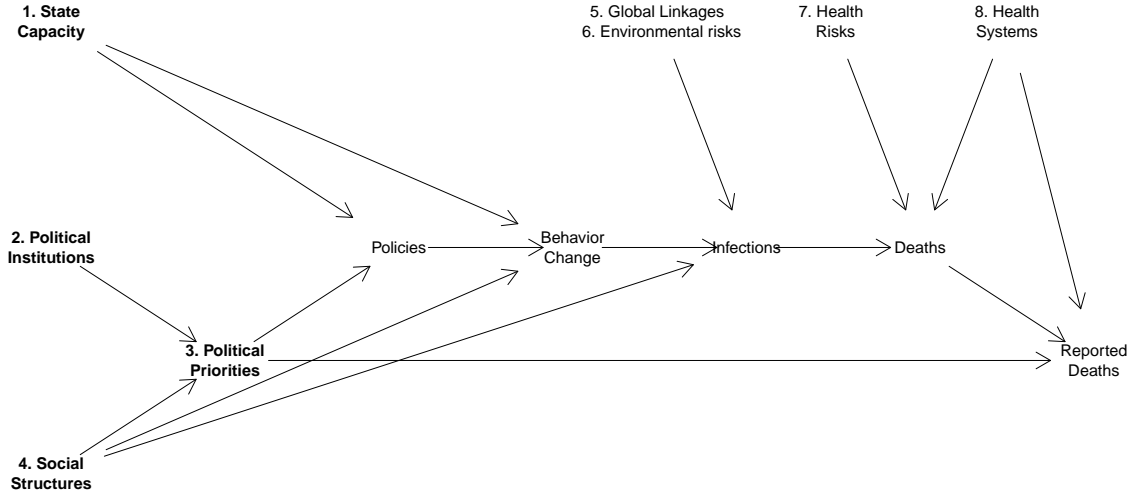 1. State
Capacity
5. Global Linkages
6. Environmental risks
7. Health
Risks
8. Health
Systems
2. Political
Institutions
Policies
Behavior
Change
Infections
Deaths
3. Political
Priorities
Reported
Deaths
4. Social
Structures